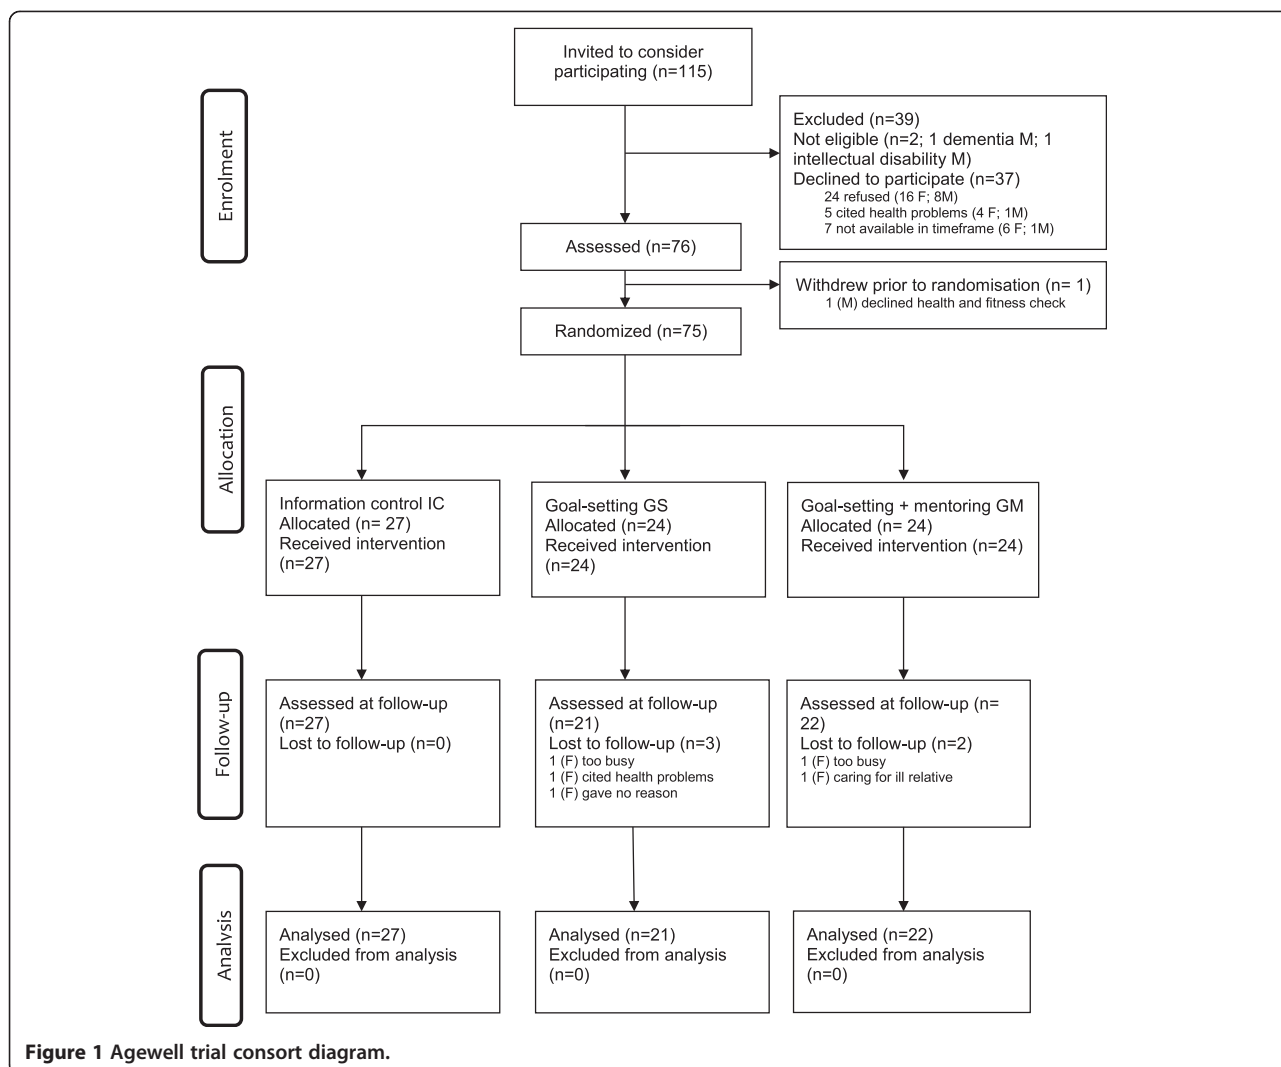 Invited to consider
participating (n=115)
Enrolment
Excluded (n=39)
Not eligible (n=2; 1 dementia M; 1
intellectual disability M)
Declined to participate (n=37)
24 refused (16 F; 8M)
5 cited health problems (4 F; 1M)
7 not available in timeframe (6 F; 1M)
Assessed (n=76)
Withdrew prior to randomisation (n= 1)
1 (M) declined health and fitness check
Randomized (n=75)
Allocation
Information control IC
Allocated (n= 27)
Received intervention
(n=27)
Goal-setting GS
Allocated (n=24)
Received intervention
(n=24)
Goal-setting + mentoring GM
Allocated (n= 24)
Received intervention (n=24)
Follow-up
Assessed at follow-up
(n=27)
Lost to follow-up (n=0)
Assessed at follow-up
(n=21)
Lost to follow-up (n=3)
1 (F) too busy
1 (F) cited health problems
1 (F) gave no reason
Assessed at follow-up (n=
22)
Lost to follow-up (n=2)
1 (F) too busy
1 (F) caring for ill relative
Analysis
Analysed (n=27)
Excluded from analysis
(n=0)
Analysed (n=21)
Excluded from analysis
(n=0)
Analysed (n=22)
Excluded from analysis
(n=0)
Figure 1 Agewell trial consort diagram.